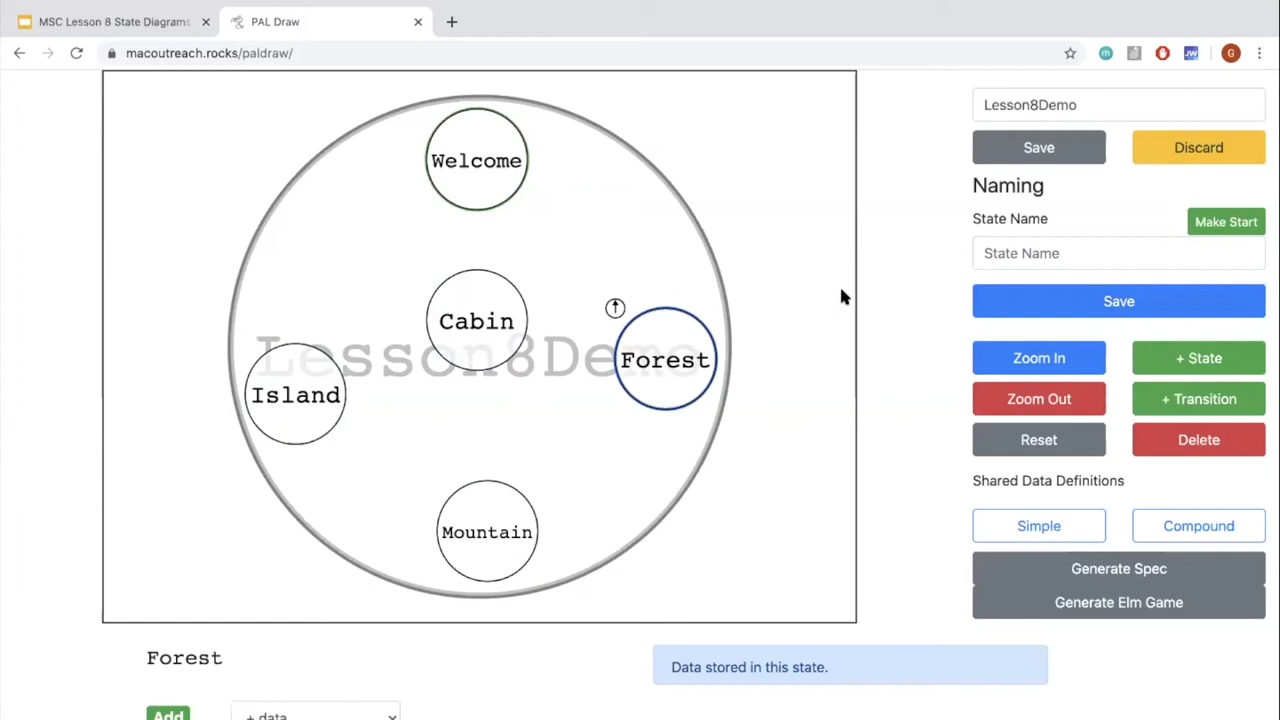 MSC Lesson 8 State Diagrams
PAL Draw
macoutreach.rocks/paldraw/
G
Lesson8Demo
Save
Discard
Naming
State Name
Make Start
State Name
Save
Zoom In
+ State
Zoom Out
+ Transition
Reset
Delete
Shared Data Definitions
Simple
Compound
Generate Spec
Generate Elm Game
Welcome
Cabin
Lesson8Demo
Forest
Island
Mountain
Forest
Data stored in this state.
Add
+ data